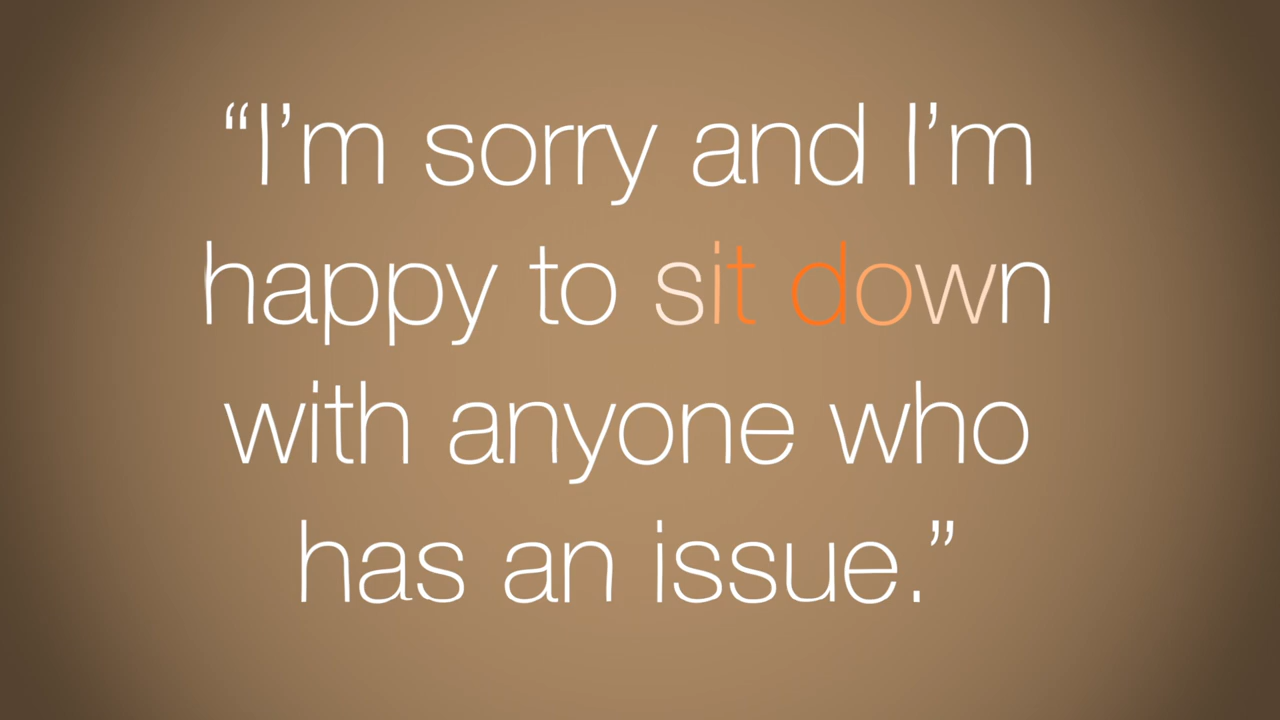 “I’m sorry and I’m
happy to sit down
with anyone who
has an issue.”